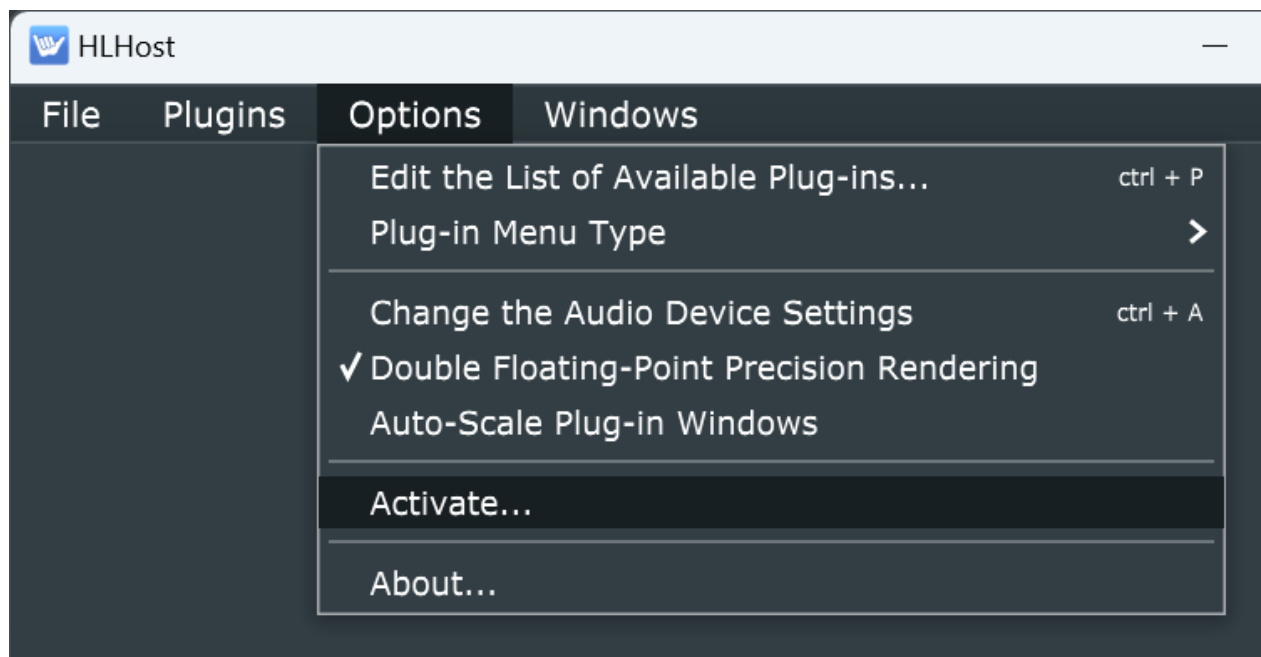 HLHost
File Plugins Options Windows
Edit the List of Available Plug-ins... ctrl + P
Plug-in Menu Type
Change the Audio Device Settings ctrl + A
Double Floating-Point Precision Rendering
Auto-Scale Plug-in Windows
Activate...
About...